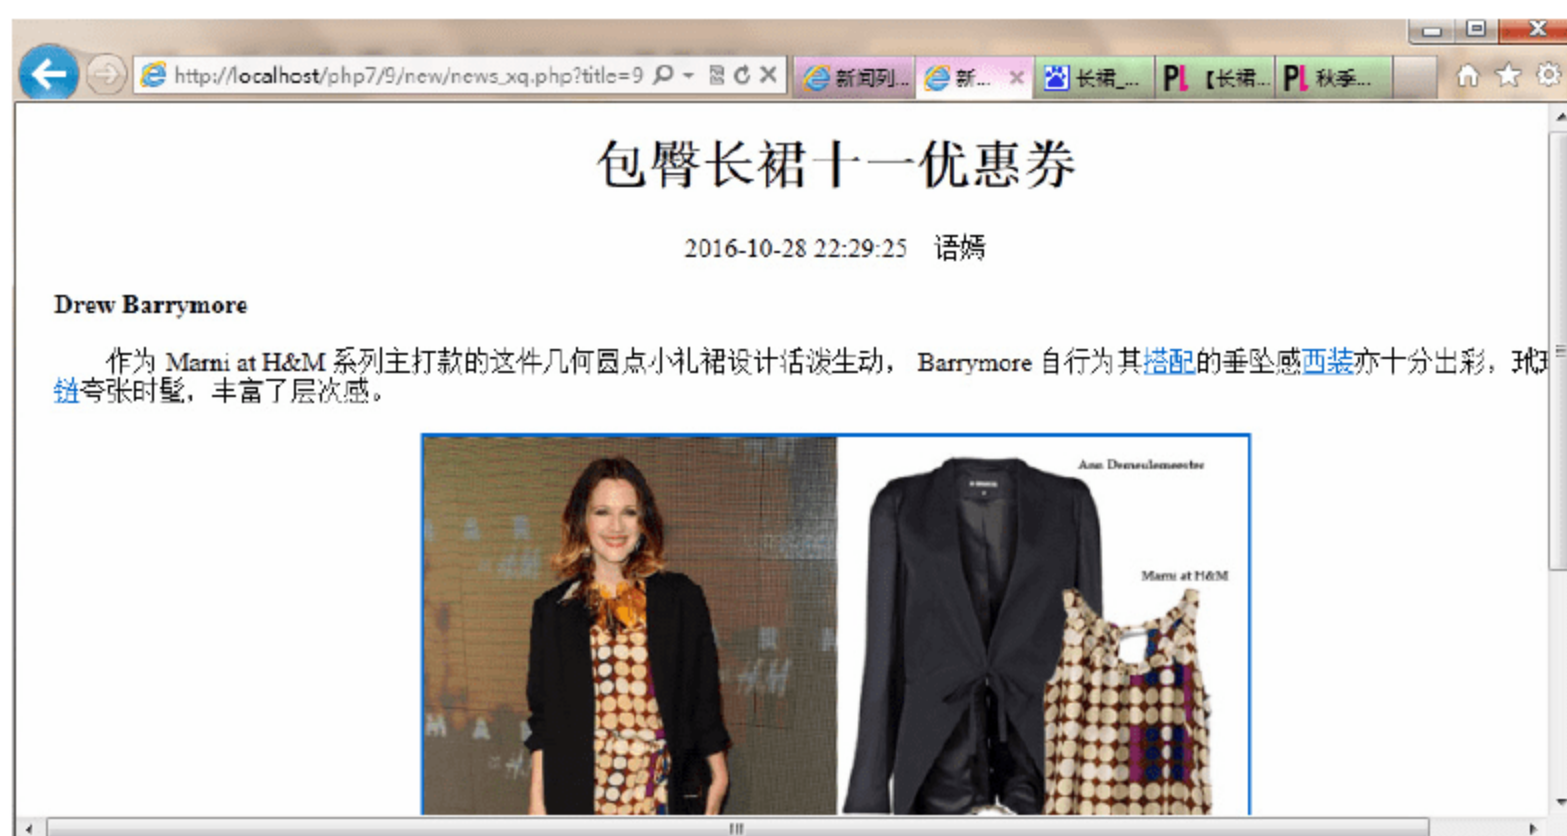 http://localhost/php7/9/new/news_xq.php?title=9
新闻列...
新...
长裙_...
PL 【长裙...
PL 秋季...
包臀长裙十一优惠券
2016-10-28 22:29:25 语嫣
Drew Barrymore
作为 Marni at H&M 系列主打款的这件几何圆点小礼裙设计活泼生动， Barrymore 自行为其搭配的垂坠感西装亦十分出彩，
链夸张时髦，丰富了层次感。
Ann Demeulemeester
Marni at H&M